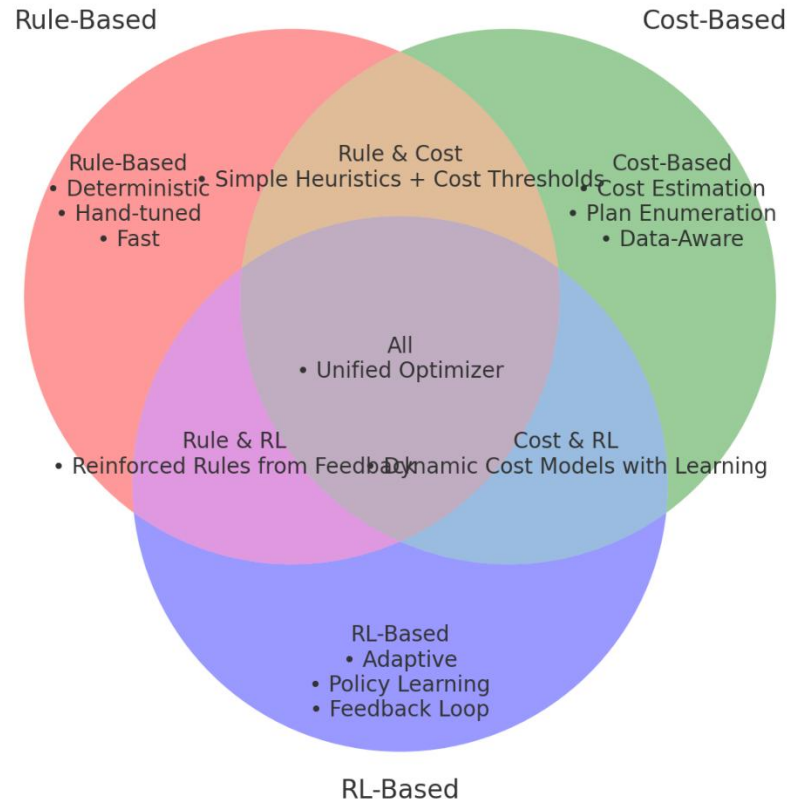 Rule-Based
Cost-Based
Rule-Based
• Deterministic
• Hand-tuned
• Fast
Rule & Cost
• Simple Heuristics + Cost Thresholds
Cost-Based
• Cost Estimation
• Plan Enumeration
• Data-Aware
All
• Unified Optimizer
Rule & RL
• Reinforced Rules from Feedback
Cost & RL
• Dynamic Cost Models with Learning
RL-Based
• Adaptive
• Policy Learning
• Feedback Loop
RL-Based